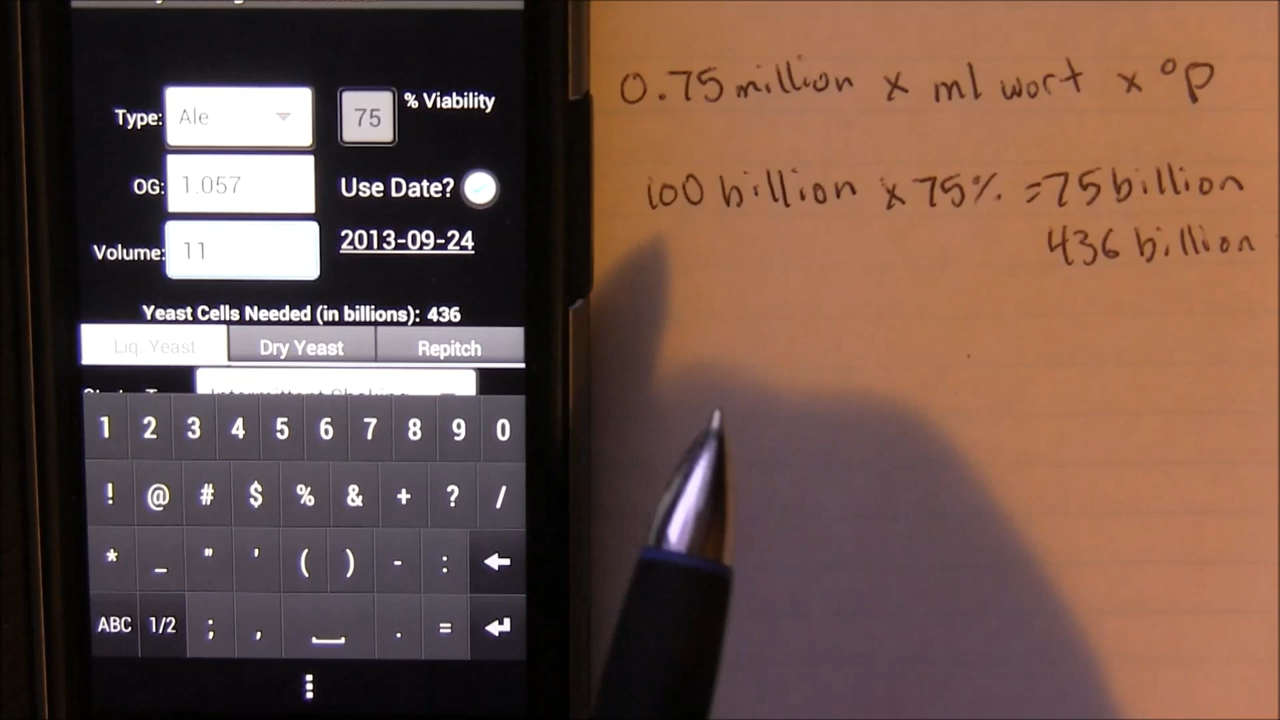 Type: Ale 75 % Viability
OG: 1.057 Use Date?
Volume: 11 2013-09-24
Yeast Cells Needed (in billions): 436
Liq. Yeast Dry Yeast Repitch
Intermittent Shaking
1 2 3 4 5 6 7 8 9 0
! @ # $ % & + ? /
* _ " ' ( ) - :
ABC 1/2 ; , . =
0.75 million x ml wort x °p
100 billion x 75% = 75 billion
436 billion